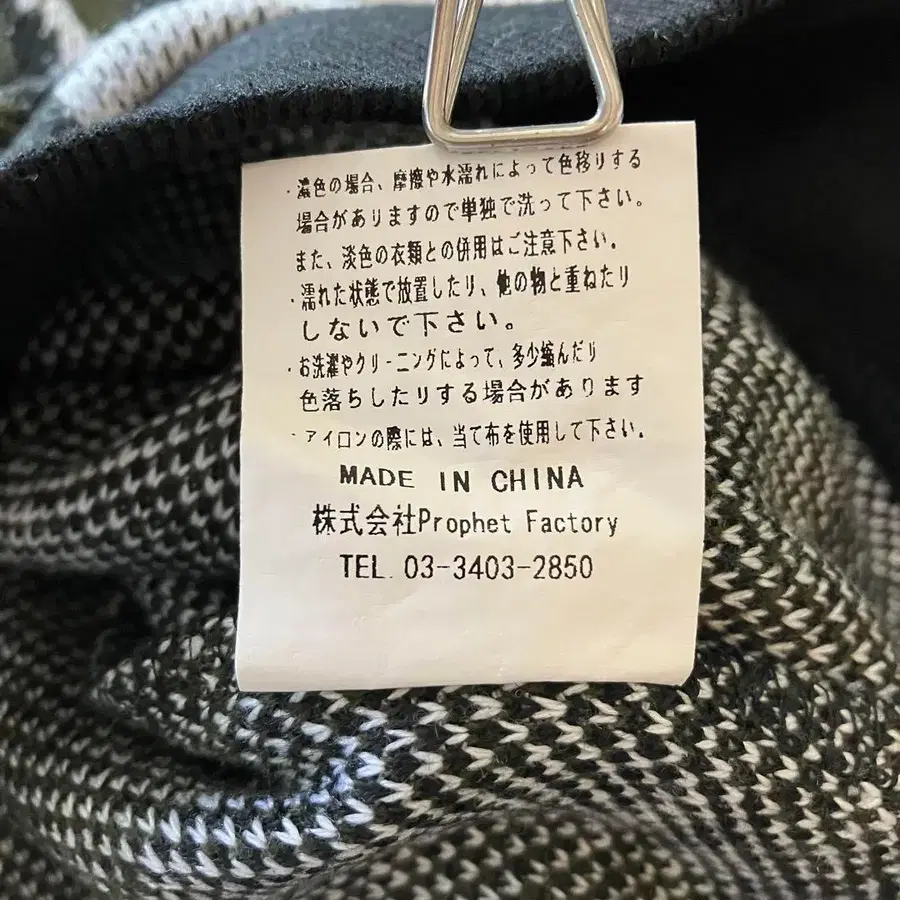 ・濃色の場合、摩擦や水濡れによって色移りする
場合がありますので単独で洗って下さい。
また、淡色の衣類との併用はご注意下さい。
・濡れた状態で放置したり、他の物と重ねたり
しないで下さい。
・お洗濯やクリーニングによって、多少縮んだり
色落ちしたりする場合があります
・アイロンの際には、当て布を使用して下さい。
MADE IN CHINA
株式会社Prophet Factory
TEL.03-3403-2850